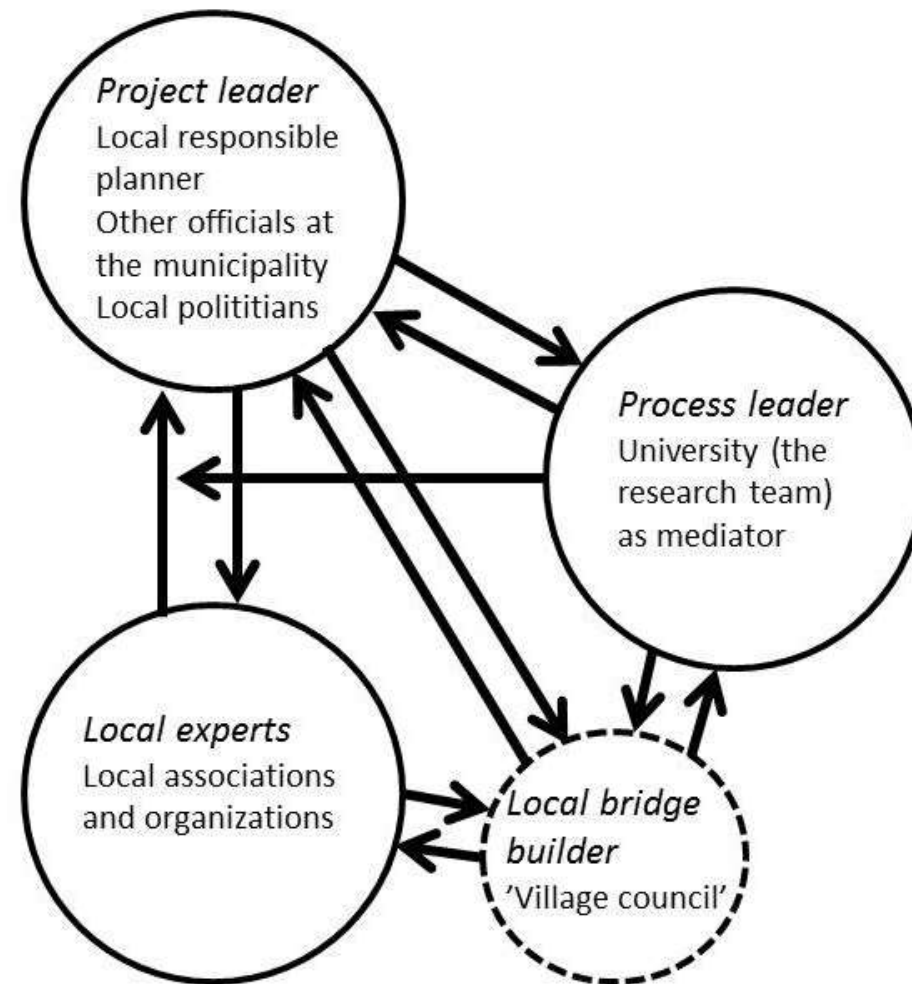 Project leader
Local responsible
planner
Other officials at
the municipality
Local polititians
Process leader
University (the
research team)
as mediator
Local experts
Local associations
and organizations
Local bridge
builder
’Village council’